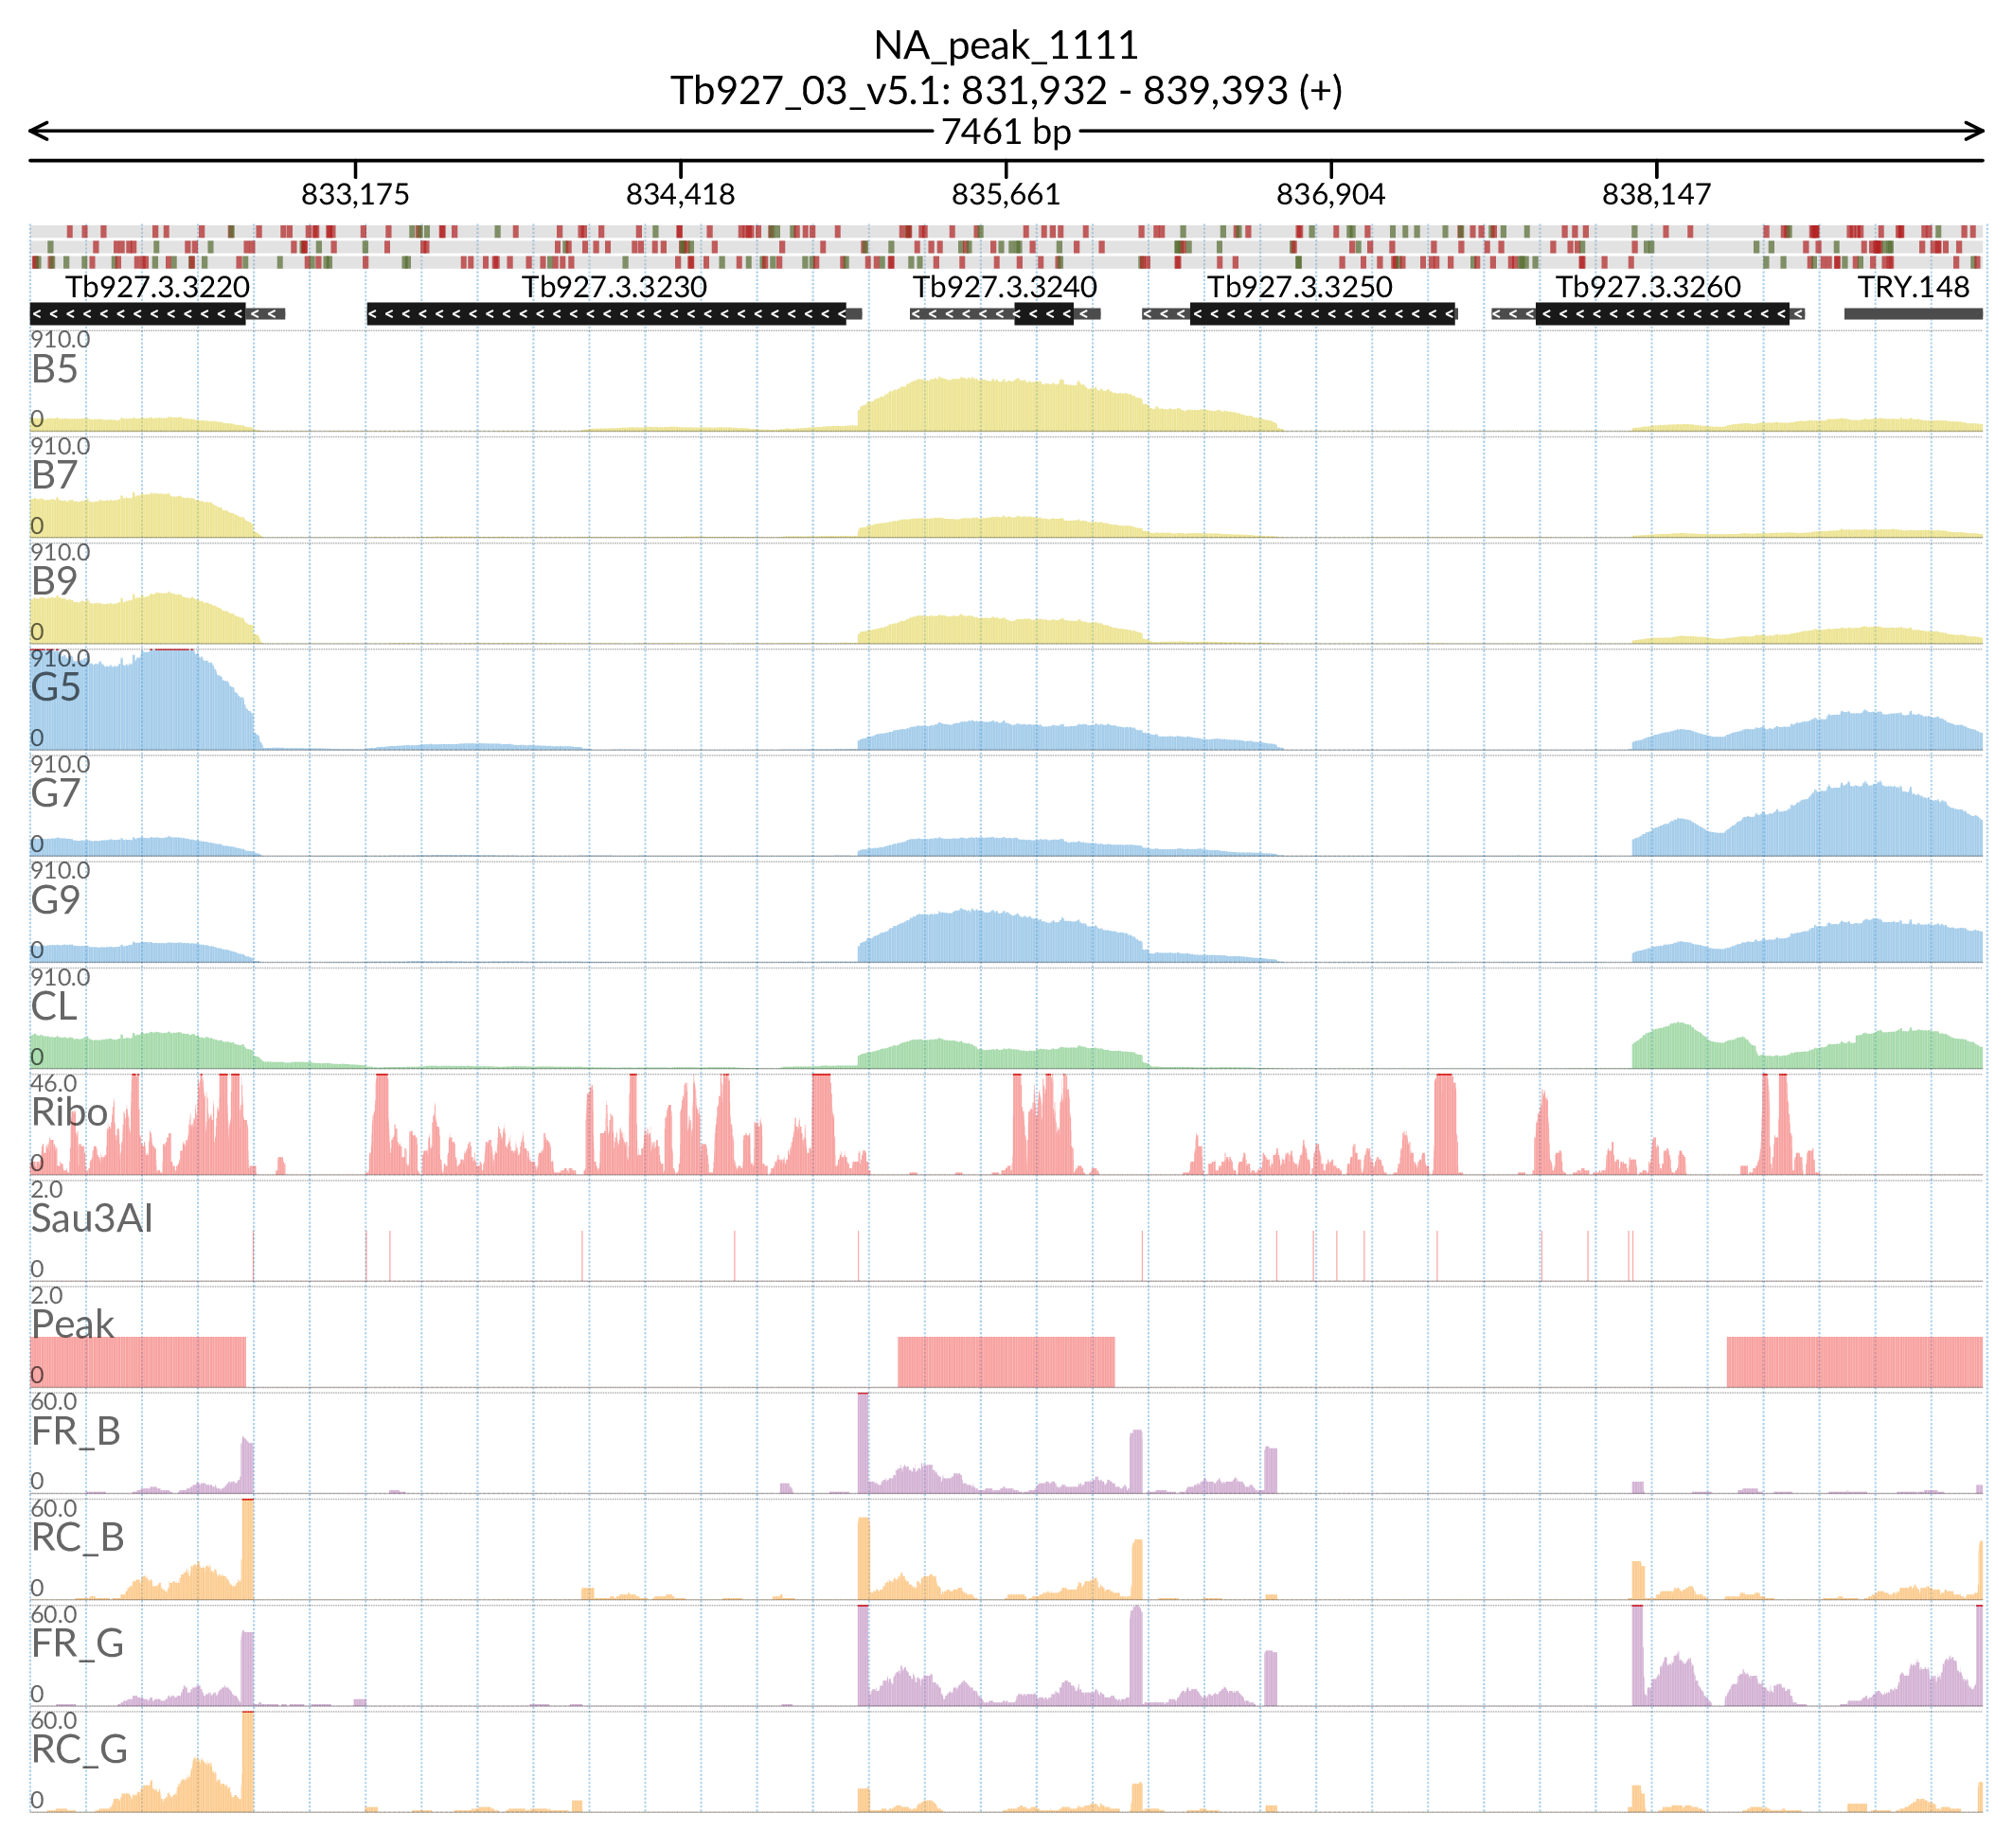 NA_peak_1111
Tb927_03_v5.1: 831,932 - 839,393 (+)
7461 bp
833,175 834,418 835,661 836,904 838,147
Tb927.3.3220 Tb927.3.3230 Tb927.3.3240 Tb927.3.3250 Tb927.3.3260 TRY.148
910.0
B5
0
910.0
B7
0
910.0
B9
0
910.0
G5
0
910.0
G7
0
910.0
G9
0
910.0
CL
0
46.0
Ribo
0
2.0
Sau3AI
0
2.0
Peak
0
60.0
FR_B
0
60.0
RC_B
0
60.0
FR_G
0
60.0
RC_G
0